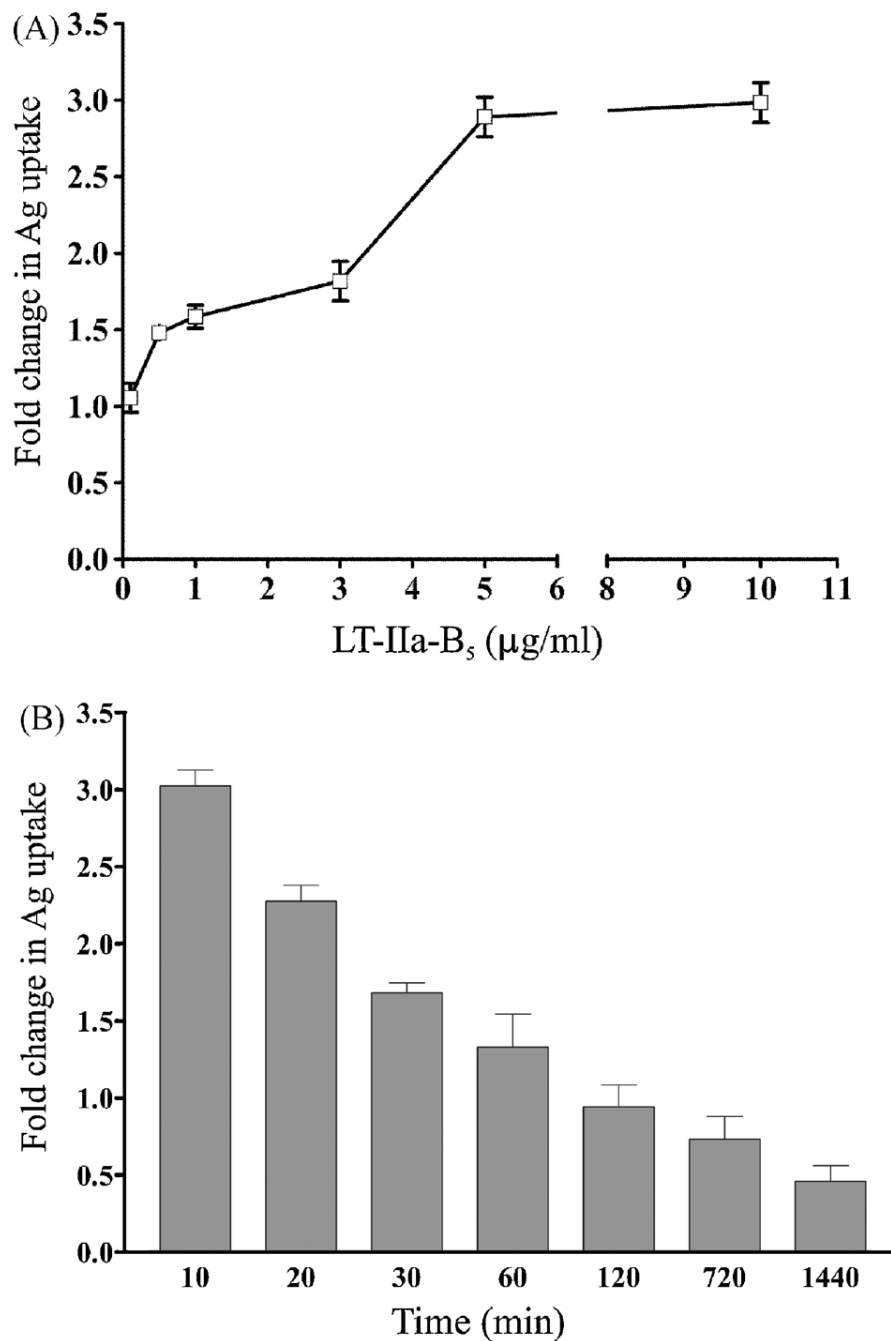 (A)
Fold change in Ag uptake
3.5
3.0
2.5
2.0
1.5
1.0
0.5
0.0
0 1 2 3 4 5 6 8 9 10 11
LT-IIa-B₅ (μg/ml)
(B)
Fold change in Ag uptake
3.5
3.0
2.5
2.0
1.5
1.0
0.5
0.0
10 20 30 60 120 720 1440
Time (min)